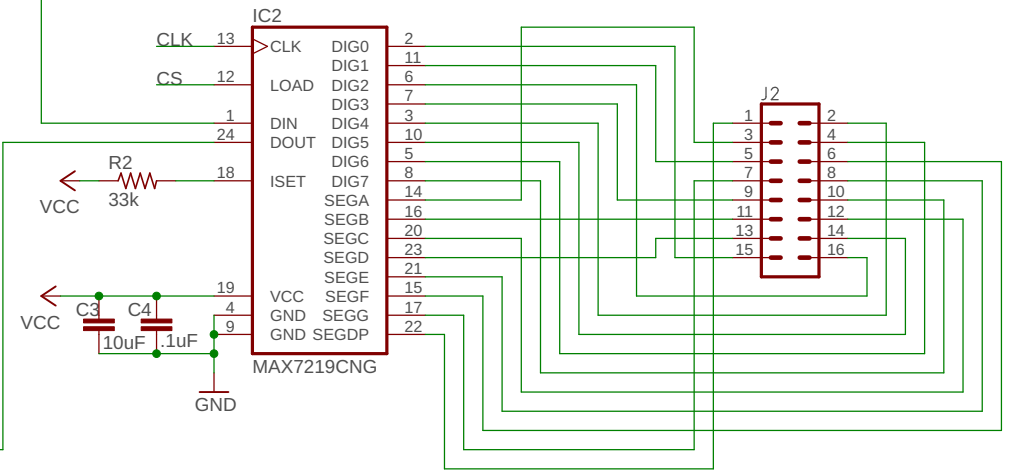 IC2
CLK 13 CLK DIG0 2
DIG1 11
CS 12 LOAD DIG2 6
DIG3 7
1 DIN DIG4 3
24 DOUT DIG5 10
DIG6 5
R2
33k
VCC
18 ISET DIG7 8
SEGA 14
SEGB 16
SEGC 20
SEGD 23
SEGE 21
19 VCC SEGF 15
4 GND SEGG 17
9 GND SEGDP 22
VCC
C3
10uF
C4
.1uF
GND
MAX7219CNG
J2
1 2
3 4
5 6
7 8
9 10
11 12
13 14
15 16